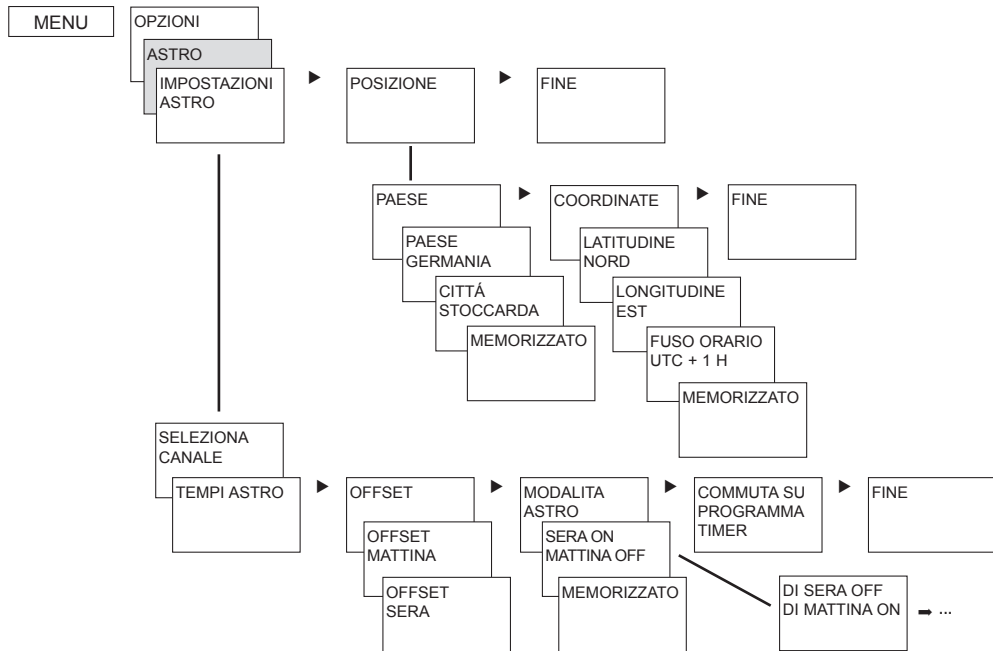 MENU
OPZIONI
ASTRO
IMPOSTAZIONI
ASTRO
POSIZIONE
FINE
PAESE
PAESE
GERMANIA
CITTÁ
STOCCARDA
MEMORIZZATO
COORDINATE
LATITUDINE
NORD
LONGITUDINE
EST
FUSO ORARIO
UTC + 1 H
MEMORIZZATO
FINE
SELEZIONA
CANALE
TEMPI ASTRO
OFFSET
OFFSET
MATTINA
OFFSET
SERA
MODALITA
ASTRO
SERA ON
MATTINA OFF
MEMORIZZATO
COMMUTA SU
PROGRAMMA
TIMER
FINE
DI SERA OFF
DI MATTINA ON
➡ ...